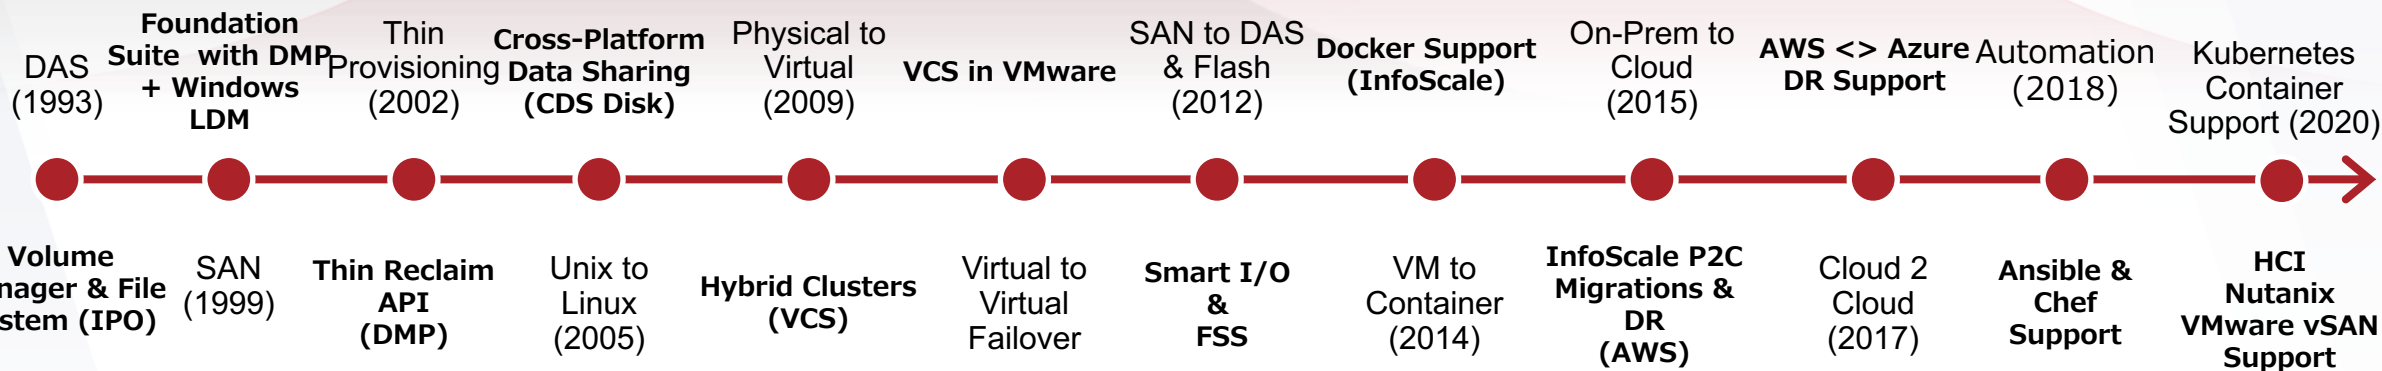 DAS
(1993)
Foundation
Suite with DMP
+ Windows
LDM
Thin
Provisioning
(2002)
Cross-Platform
Data Sharing
(CDS Disk)
Physical to
Virtual
(2009)
VCS in VMware
SAN to DAS
& Flash
(2012)
Docker Support
(InfoScale)
On-Prem to
Cloud
(2015)
AWS <> Azure
DR Support
Automation
(2018)
Kubernetes
Container
Support (2020)
Volume
nager & File
stem (IPO)
SAN
(1999)
Thin Reclaim
API
(DMP)
Unix to
Linux
(2005)
Hybrid Clusters
(VCS)
Virtual to
Virtual
Failover
Smart I/O
&
FSS
VM to
Container
(2014)
InfoScale P2C
Migrations &
DR
(AWS)
Cloud 2
Cloud
(2017)
Ansible &
Chef
Support
HCI
Nutanix
VMware vSAN
Support